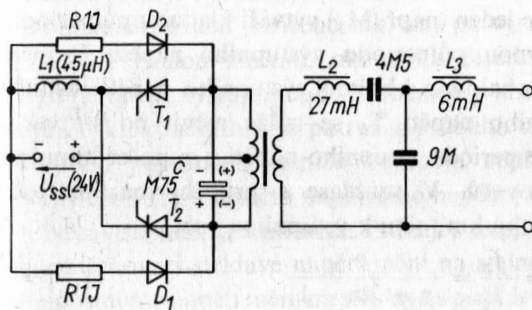 R1J D₂
L₁(45µH) T₁ L₂ 4M5 L₃
27mH 6mH
− + C − (+) 9M
Uss(24V) M75 T₂ + (−)
R1J D₁